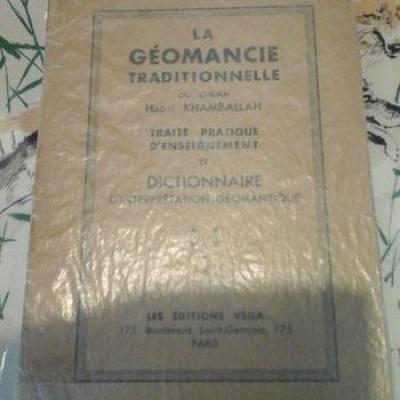 LA
GÉOMANCIE
TRADITIONNELLE
DU CHEIKH
HADJI KHAMBALLAH
TRAITÉ PRATIQUE
D'ENSEIGNEMENT
ET
DICTIONNAIRE
D'INTERPRÉTATION GÉOMANTIQUE
LES ÉDITIONS VEGA
175, Boulevard Saint-Germain, 175
PARIS